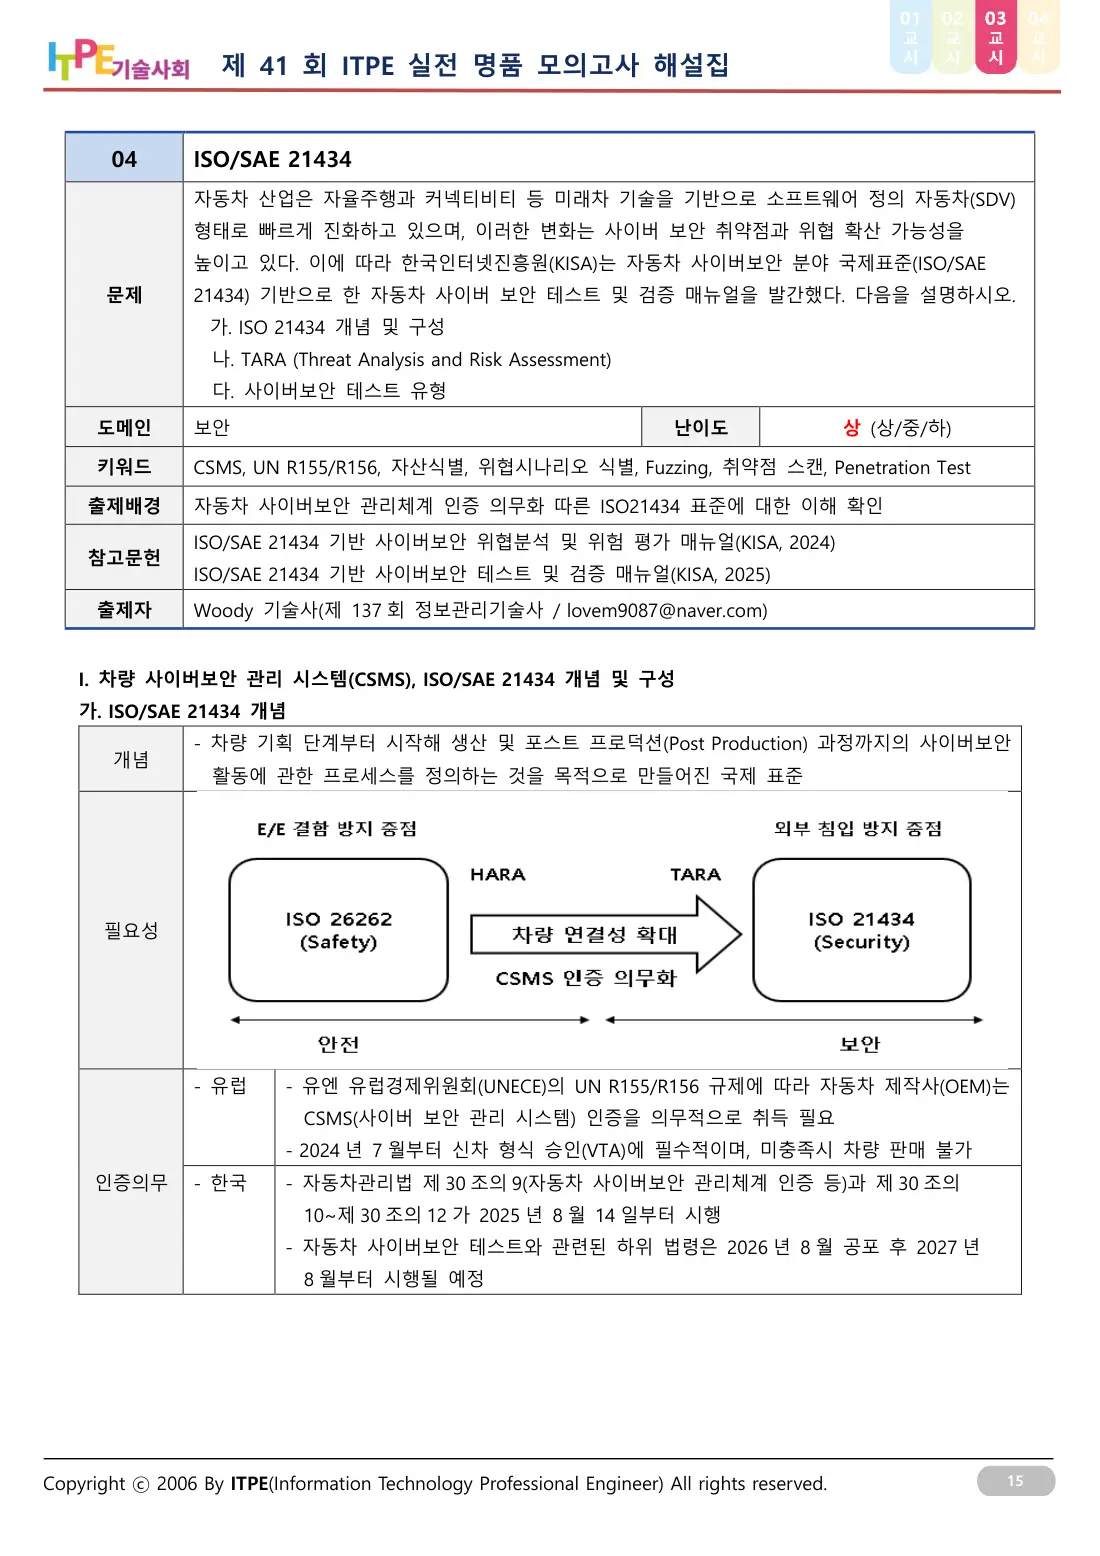 01 교시
02 교시
03 교시
04 교시
ITPE기술사회
제 41 회 ITPE 실전 명품 모의고사 해설집
04
ISO/SAE 21434
문제
자동차 산업은 자율주행과 커넥티비티 등 미래차 기술을 기반으로 소프트웨어 정의 자동차(SDV)
형태로 빠르게 진화하고 있으며, 이러한 변화는 사이버 보안 취약점과 위협 확산 가능성을
높이고 있다. 이에 따라 한국인터넷진흥원(KISA)는 자동차 사이버보안 분야 국제표준(ISO/SAE
21434) 기반으로 한 자동차 사이버 보안 테스트 및 검증 매뉴얼을 발간했다. 다음을 설명하시오.
가. ISO 21434 개념 및 구성
나. TARA (Threat Analysis and Risk Assessment)
다. 사이버보안 테스트 유형
도메인
보안
난이도
상 (상/중/하)
키워드
CSMS, UN R155/R156, 자산식별, 위협시나리오 식별, Fuzzing, 취약점 스캔, Penetration Test
출제배경
자동차 사이버보안 관리체계 인증 의무화 따른 ISO21434 표준에 대한 이해 확인
참고문헌
ISO/SAE 21434 기반 사이버보안 위협분석 및 위험 평가 매뉴얼(KISA, 2024)
ISO/SAE 21434 기반 사이버보안 테스트 및 검증 매뉴얼(KISA, 2025)
출제자
Woody 기술사(제 137 회 정보관리기술사 / lovem9087@naver.com)
I. 차량 사이버보안 관리 시스템(CSMS), ISO/SAE 21434 개념 및 구성
가. ISO/SAE 21434 개념
개념
- 차량 기획 단계부터 시작해 생산 및 포스트 프로덕션(Post Production) 과정까지의 사이버보안
활동에 관한 프로세스를 정의하는 것을 목적으로 만들어진 국제 표준
필요성
E/E 결함 방지 중점
외부 침입 방지 중점
HARA
TARA
ISO 26262
(Safety)
차량 연결성 확대
ISO 21434
(Security)
CSMS 인증 의무화
안전
보안
인증의무
- 유럽
- 유엔 유럽경제위원회(UNECE)의 UN R155/R156 규제에 따라 자동차 제작사(OEM)는
CSMS(사이버 보안 관리 시스템) 인증을 의무적으로 취득 필요
- 2024 년 7 월부터 신차 형식 승인(VTA)에 필수적이며, 미충족시 차량 판매 불가
- 한국
- 자동차관리법 제 30 조의 9(자동차 사이버보안 관리체계 인증 등)과 제 30 조의
10~제 30 조의 12 가 2025 년 8 월 14 일부터 시행
- 자동차 사이버보안 테스트와 관련된 하위 법령은 2026 년 8 월 공포 후 2027 년
8 월부터 시행될 예정
Copyright ⓒ 2006 By ITPE(Information Technology Professional Engineer) All rights reserved.
15